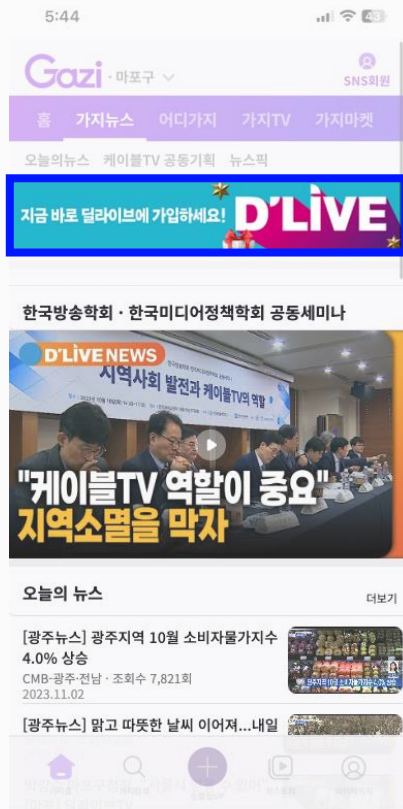 5:44
43
Gazi · 마포구
SNS회원
홈 가지뉴스 어디가지 가지TV 가지마켓
오늘의뉴스 케이블TV 공동기획 뉴스픽
지금 바로 딜라이브에 가입하세요! D'LIVE
한국방송학회 · 한국미디어정책학회 공동세미나
D'LIVE NEWS
지역사회 발전과 케이블TV의 역할
"케이블TV 역할이 중요"
지역소멸을 막자
오늘의 뉴스
더보기
[광주뉴스] 광주지역 10월 소비자물가지수
4.0% 상승
CMB-광주·전남 · 조회수 7,821회
2023.11.02
[광주뉴스] 맑고 따뜻한 날씨 이어져...내일